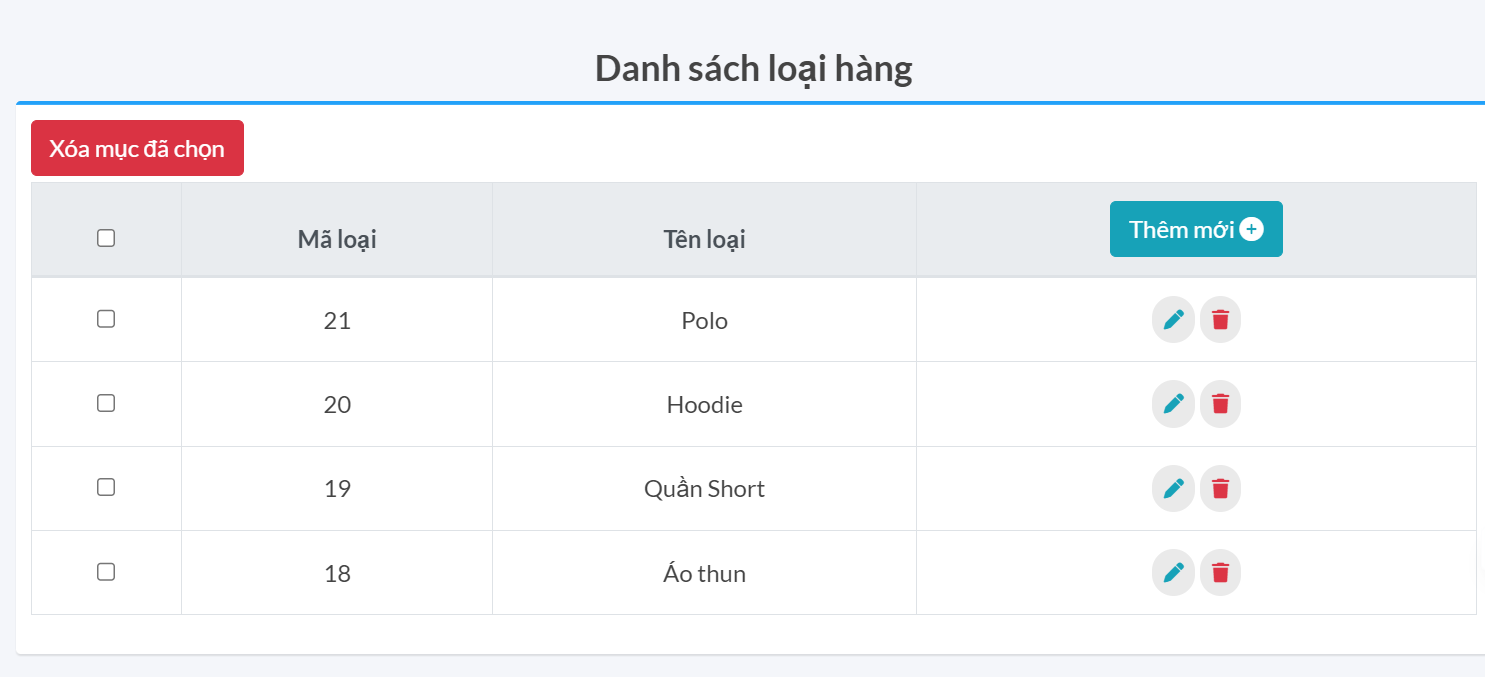 Danh sách loại hàng
Xóa mục đã chọn
Mã loại Tên loại Thêm mới
21 Polo
20 Hoodie
19 Quần Short
18 Áo thun